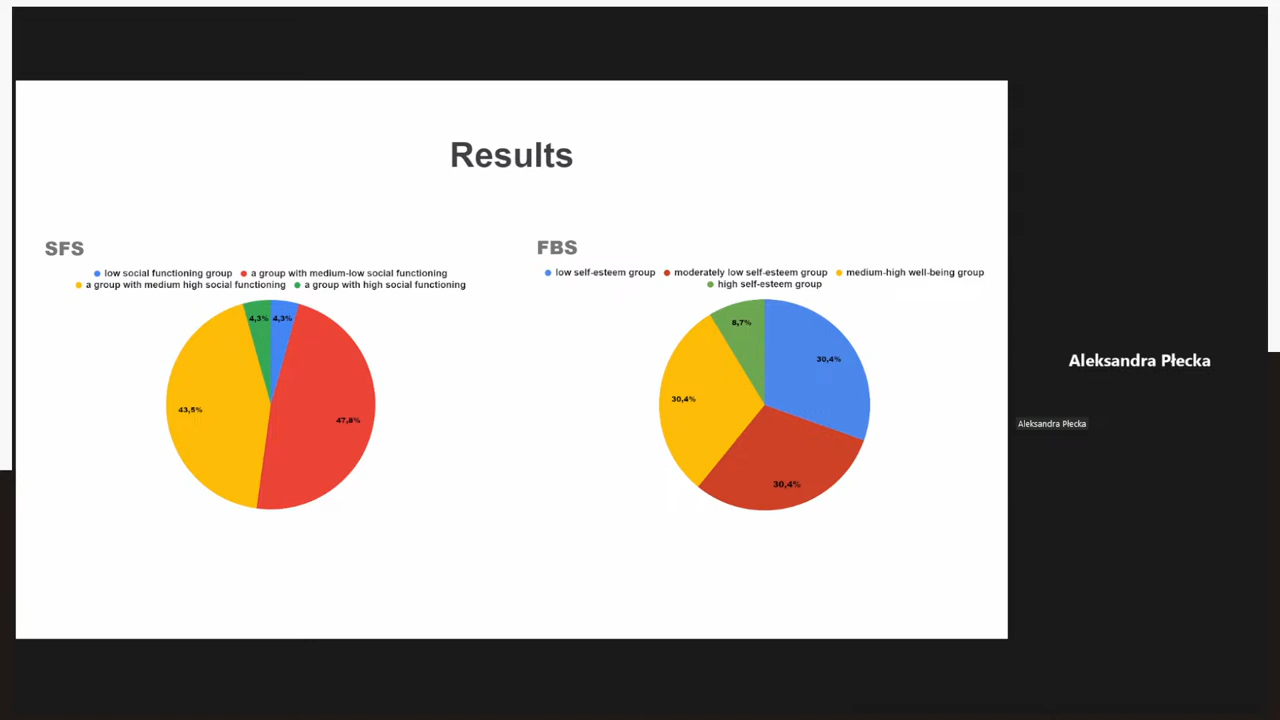 Results
SFS
low social functioning group a group with medium-low social functioning
a group with medium high social functioning a group with high social functioning
4,3% 4,3%
43,5%
47,8%
FBS
low self-esteem group moderately low self-esteem group medium-high well-being group
high self-esteem group
8,7%
30,4%
30,4%
30,4%
Aleksandra Płecka
Aleksandra Płecka